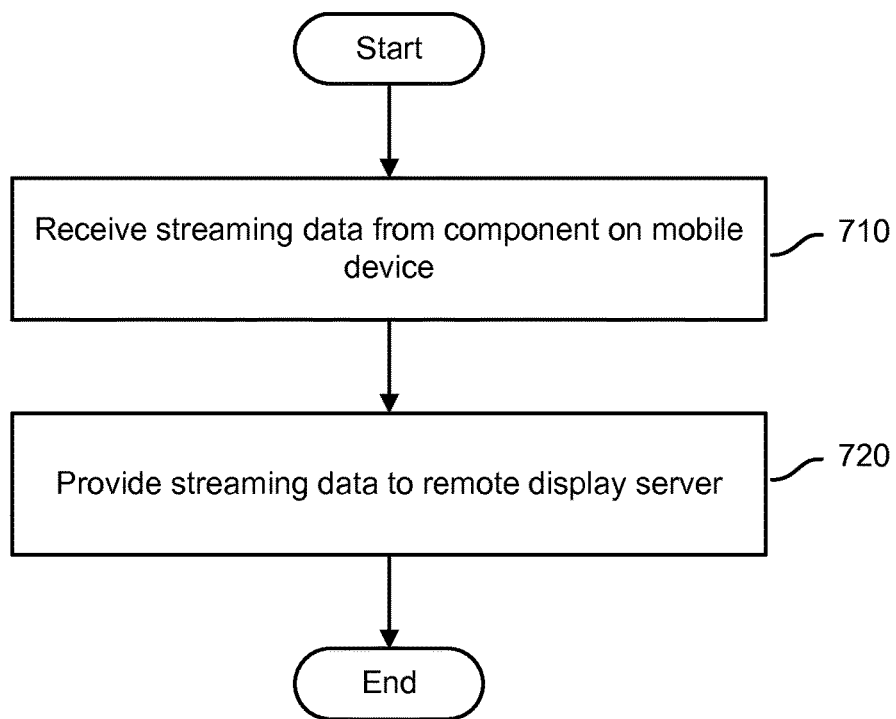 Start
Receive streaming data from component on mobile
device
710
Provide streaming data to remote display server
720
End